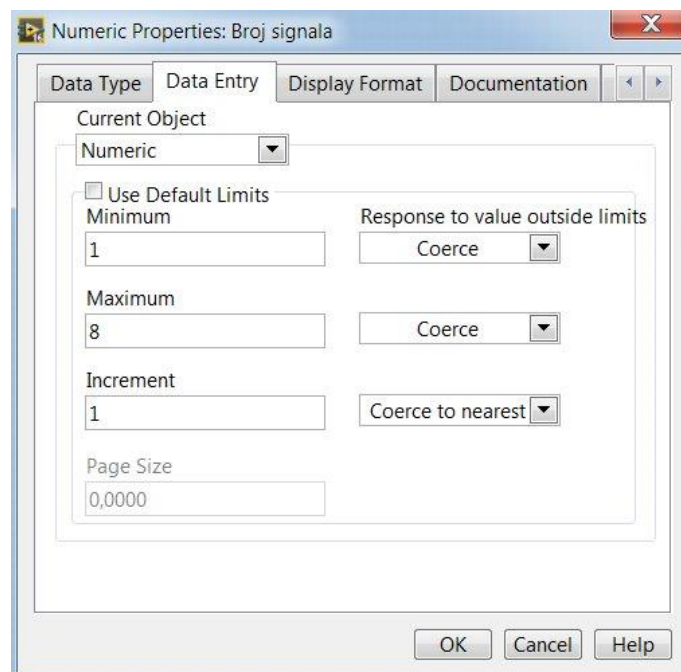 Numeric Properties: Broj signala
Data Type Data Entry Display Format Documentation
Current Object
Numeric
Use Default Limits
Minimum Response to value outside limits
1 Coerce
Maximum
8 Coerce
Increment
1 Coerce to nearest
Page Size
0,0000
OK Cancel Help